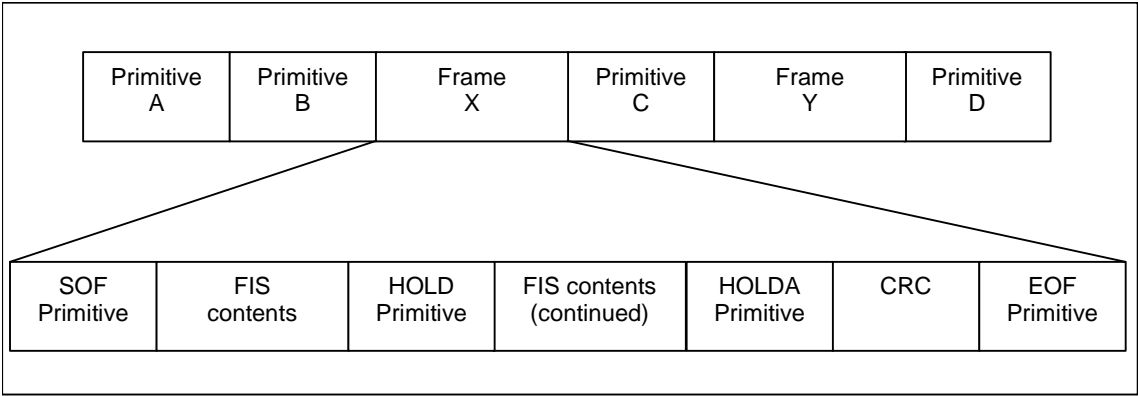 Primitive
A
Primitive
B
Frame
X
Primitive
C
Frame
Y
Primitive
D
SOF
Primitive
FIS
contents
HOLD
Primitive
FIS contents
(continued)
HOLDA
Primitive
CRC
EOF
Primitive